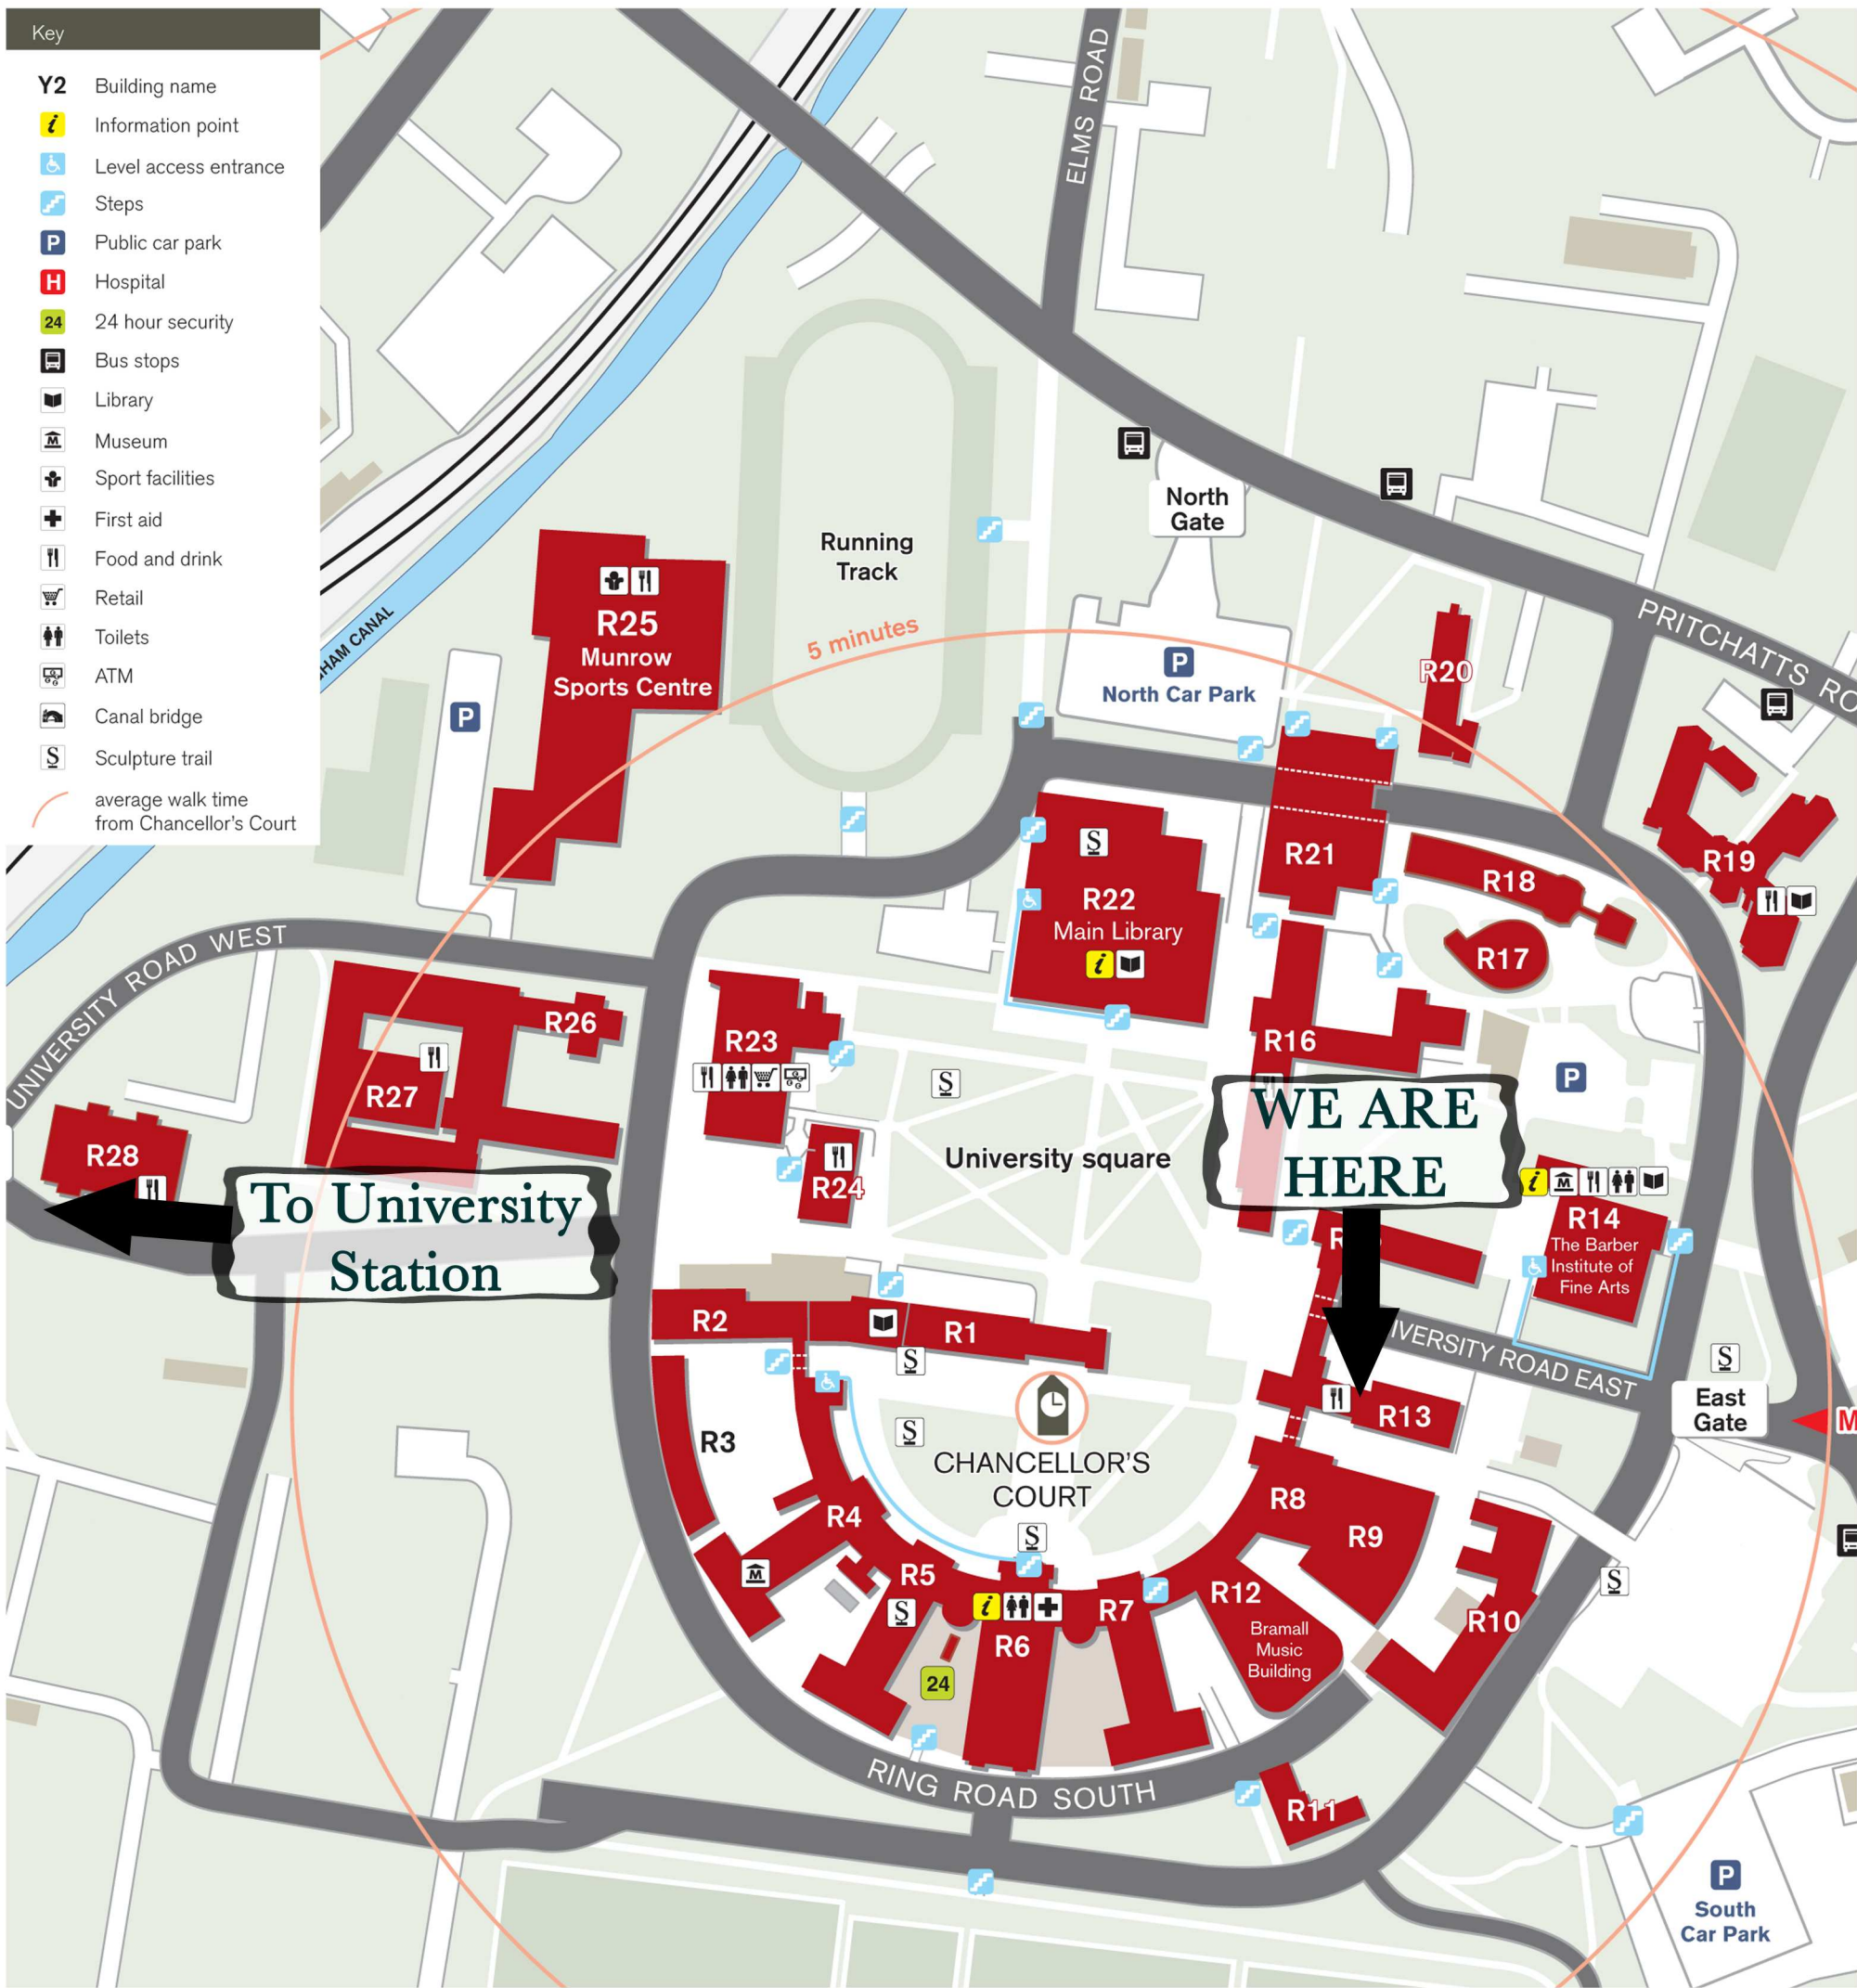 Key
Y2 Building name
i Information point
Level access entrance
Steps
P Public car park
H Hospital
24 24 hour security
Bus stops
Library
M Museum
Sport facilities
First aid
Food and drink
Retail
Toilets
ATM
Canal bridge
S Sculpture trail
average walk time
from Chancellor's Court
ELMS ROAD
North
Gate
Running
Track
5 minutes
R25
Munrow
Sports Centre
HAM CANAL
P
P
North Car Park
R20
PRITCHATTS RO
R19
R21
R18
R17
S
R22
Main Library
i
UNIVERSITY ROAD WEST
R26
R27
R28
R23
S
R24
R16
P
University square
WE ARE
HERE
To University
Station
i M
R14
The Barber
Institute of
Fine Arts
R
IVERSITY ROAD EAST
S
East
Gate
M
R2
R1
S
R3
S
CHANCELLOR'S
COURT
R13
R4
S
R8
R9
M
R5
S
i
R6
R7
R12
Bramall
Music
Building
R10
S
24
RING ROAD SOUTH
R11
P
South
Car Park